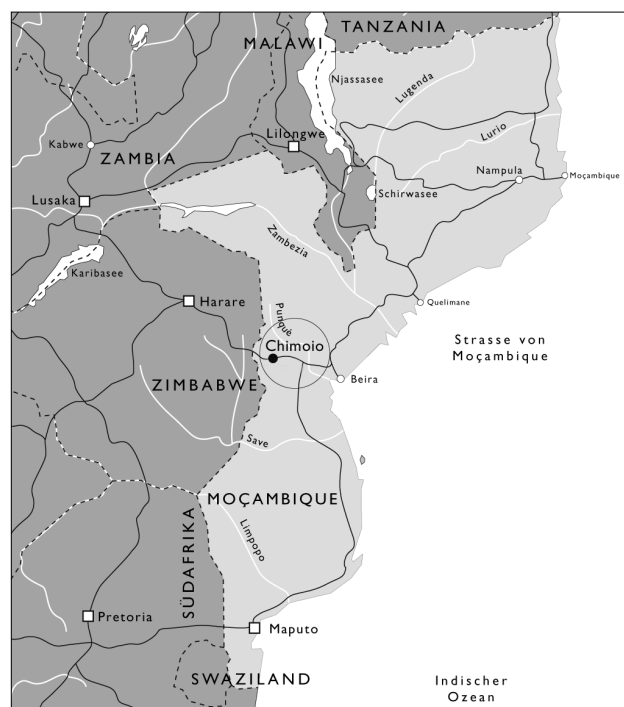 TANZANIA
MALAWI
Njassasee
Lugenda
Lurio
Kabwe
ZAMBIA
Lilongwe
Nampula
Moçambique
Lusaka
Schirwasee
Zambezia
Karibasee
Harare
Quelimane
Punguè
Chimoio
Strasse von
Moçambique
ZIMBABWE
Beira
Save
MOÇAMBIQUE
Limpopo
SÜDAFRIKA
Pretoria
Maputo
SWAZILAND
Indischer
Ozean